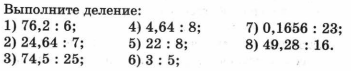 Выполните деление:
1) 76,2 : 6; 4) 4,64 : 8; 7) 0,1656 : 23;
2) 24,64 : 7; 5) 22 : 8; 8) 49,28 : 16.
3) 74,5 : 25; 6) 3 : 5;